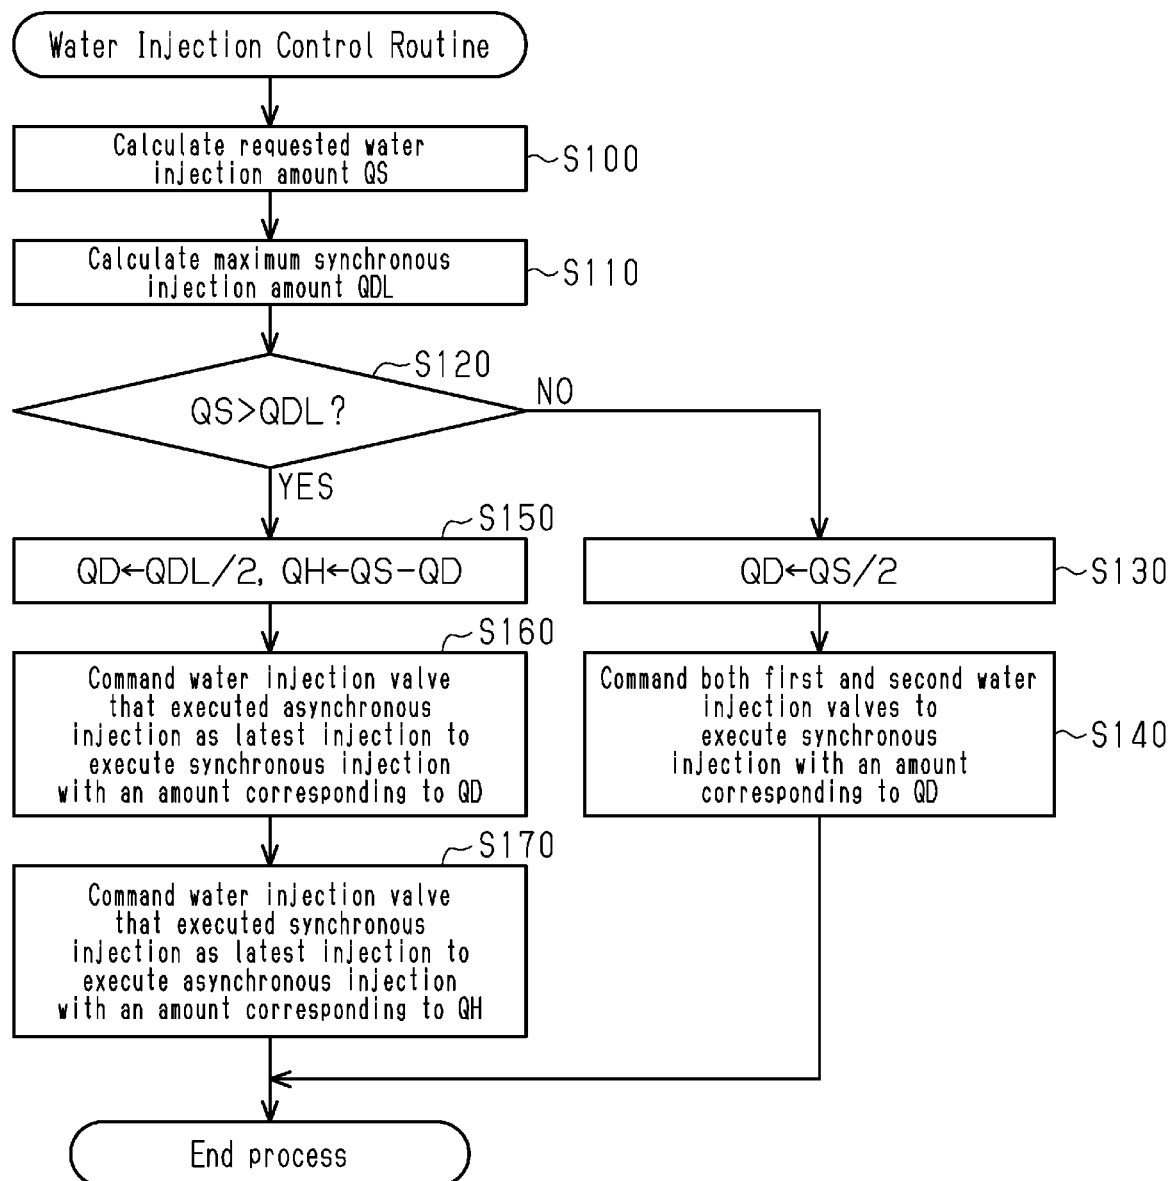 Water Injection Control Routine
Calculate requested water
injection amount QS
S100
Calculate maximum synchronous
injection amount QDL
S110
S120
QS>QDL?
NO
YES
S150
QD←QDL/2, QH←QS-QD
QD←QS/2
S130
S160
Command water injection valve
that executed asynchronous
injection as latest injection to
execute synchronous injection
with an amount corresponding to QD
Command both first and second water
injection valves to
execute synchronous
injection with an amount
corresponding to QD
S140
S170
Command water injection valve
that executed synchronous
injection as latest injection to
execute asynchronous injection
with an amount corresponding to QH
End process